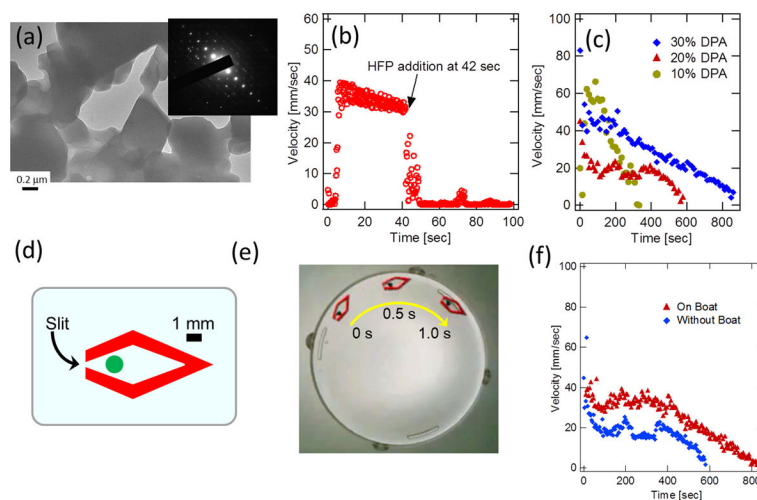 (a)
0.2 μm
(b)
60
50
40
30
20
10
0
Velocity [mm/sec]
HFP addition at 42 sec
0 20 40 60 80 100
Time [sec]
(c)
100
80
60
40
20
0
Velocity [mm/sec]
30% DPA
20% DPA
10% DPA
0 200 400 600 800
Time [sec]
(d)
Slit
1 mm
(e)
0 s
0.5 s
1.0 s
(f)
100
80
60
40
20
0
Velocity [mm/sec]
On Boat
Without Boat
0 200 400 600 800
Time [sec]